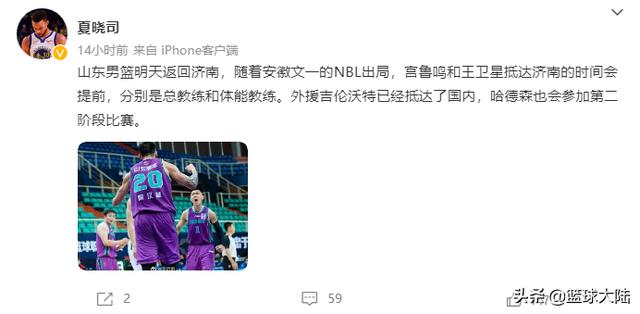 夏晓司
14小时前 来自 iPhone客户端
山东男篮明天返回济南，随着安徽文一的NBL出局，宫鲁鸣和王卫星抵达济南的时间会
提前，分别是总教练和体能教练。外援吉伦沃特已经抵达了国内，哈德森也会参加第二
阶段比赛。
20
2
59
头条 @篮球大陆